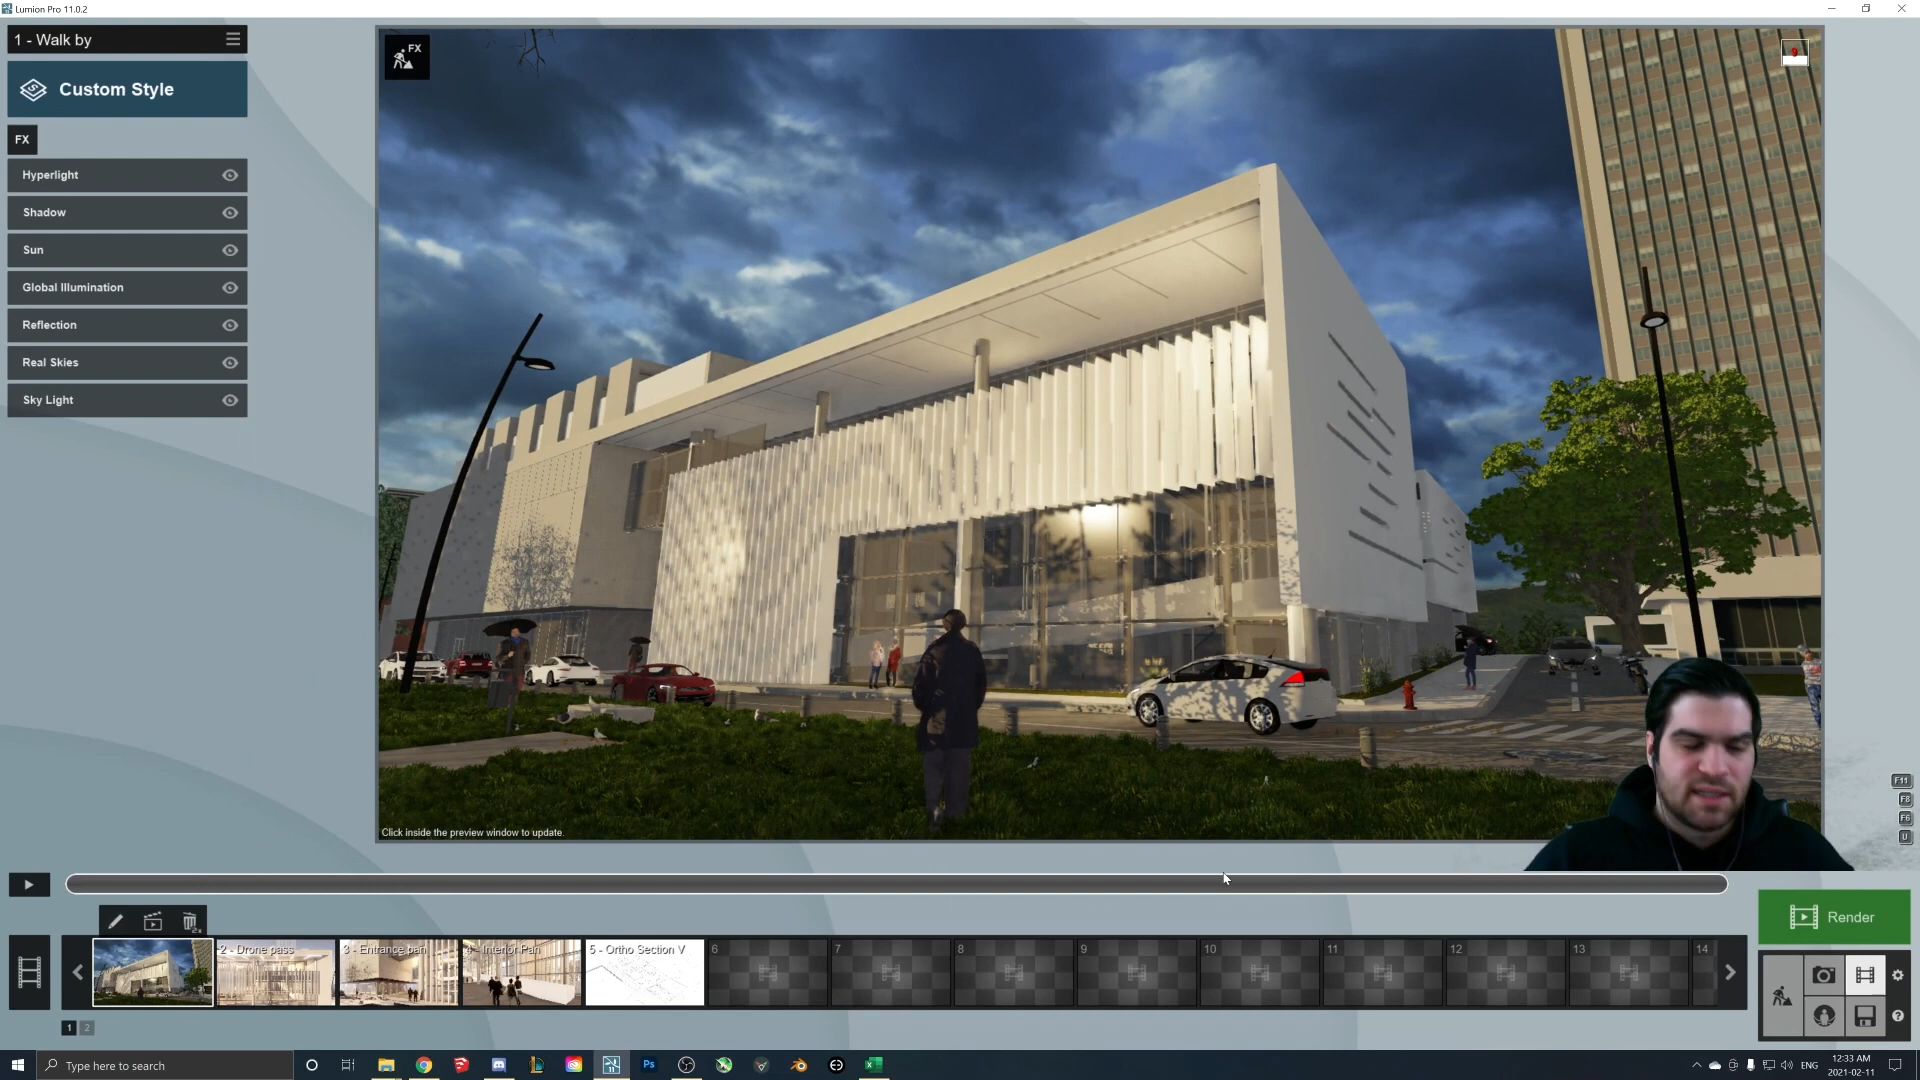 Lumion Pro 11.0.2
1 - Walk by
Custom Style
FX
Hyperlight
Shadow
Sun
Global Illumination
Reflection
Real Skies
Sky Light
FX
Click inside the preview window to update.
F11
F8
F6
U
Render
2 - Drone pass
3 - Entrance pan
4 - Interior Pan
5 - Ortho Section V
6
7
8
9
10
11
12
13
14
1
2
Type here to search
11
Ps
ENG
12:33 AM
2021-02-11